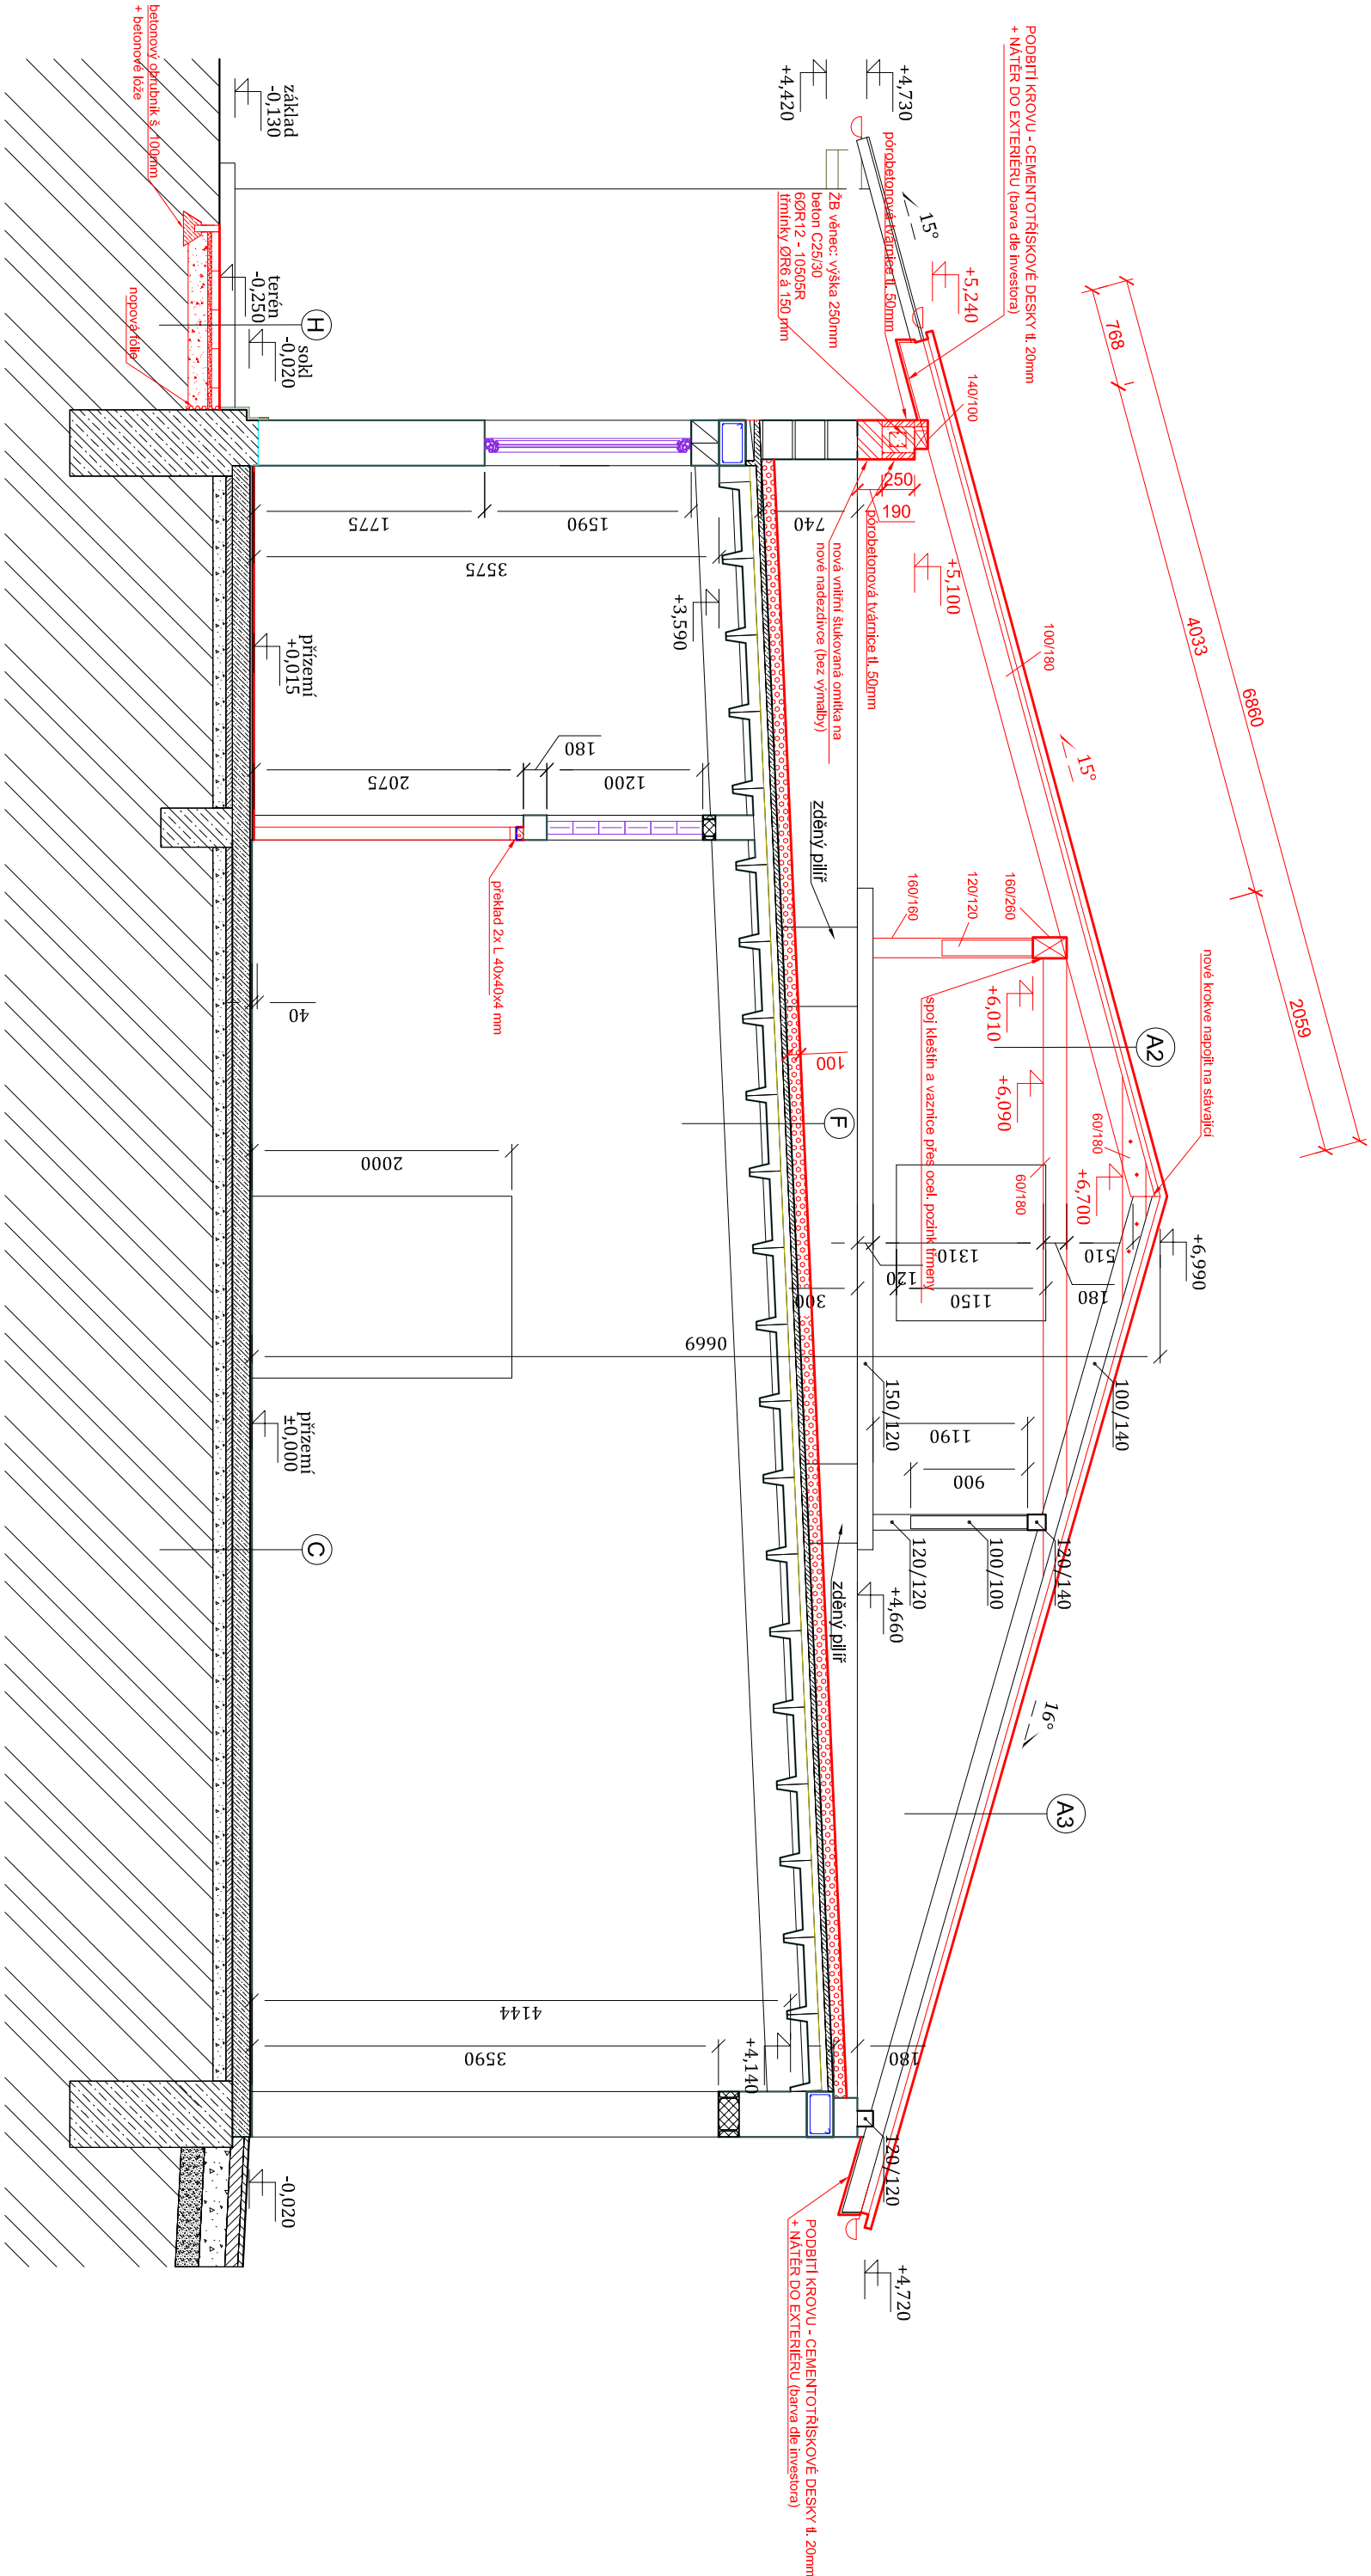 PODBITÍ KROVU - CEMENTOTŘÍSKOVÉ DESKY tl. 20mm
+ NÁTĚR DO EXTERIÉRU (barva dle investora)
768
4033
2059
6860
+4,730
+4,420
15°
+5,240
pórobetonová tvárnice tl. 50mm
ŽB věnec: výška 250mm
beton C25/30
6ØR12 - 10505R
třmínky ØR6 á 150 mm
140/100
100/180
15°
nové krokve napojit na stávající
250
190
+5,100
pórobetonová tvárnice tl. 50mm
nová vnitřní štukovaná omítka na
nové nadezdívce (bez výmalby)
740
160/260
120/120
160/160
+6,010
A2
+6,090
60/180
60/180
+6,700
+6,990
spoj kleštin a vaznice přes ocel. pozink třmeny
510
180
1310
120
1150
300
100/140
150/120
1190
900
120/140
100/100
120/120
+4,660
16°
A3
zděný pilíř
zděný pilíř
100
F
6990
180
120/120
+4,720
PODBITÍ KROVU - CEMENTOTŘÍSKOVÉ DESKY tl. 20mm
+ NÁTĚR DO EXTERIÉRU (barva dle investora)
1775
1590
3575
+3,590
180
2075
1200
překlad 2x L 40x40x4 mm
40
2000
4144
3590
+4,140
základ
-0,130
terén
-0,250
H
sokl
-0,020
přízemí
+0,015
přízemí
±0,000
C
-0,020
betonový obrubník š. 100mm
+ betonové lóže
nopová fólie